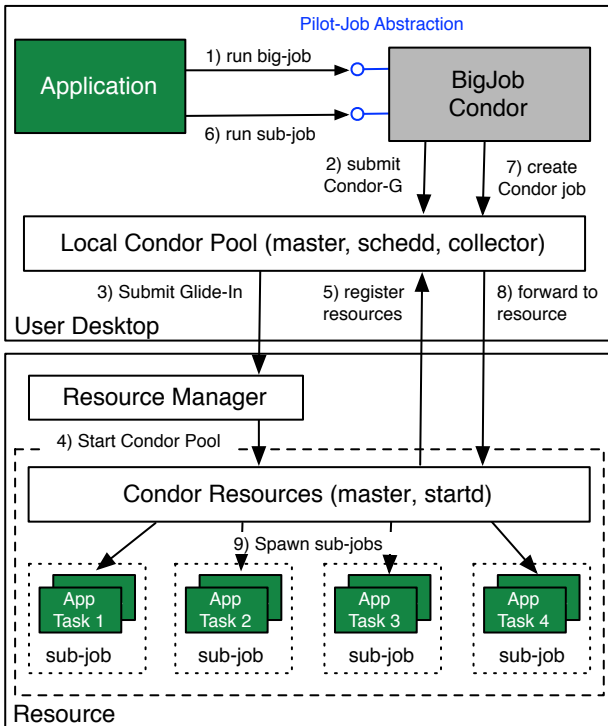 Pilot-Job Abstraction
1) run big-job
Application
BigJob
Condor
6) run sub-job
2) submit
Condor-G
7) create
Condor job
Local Condor Pool (master, schedd, collector)
3) Submit Glide-In
5) register
resources
8) forward to
resource
User Desktop
Resource Manager
4) Start Condor Pool
Condor Resources (master, startd)
9) Spawn sub-jobs
App
Task 1
App
Task 2
App
Task 3
App
Task 4
sub-job
sub-job
sub-job
sub-job
Resource